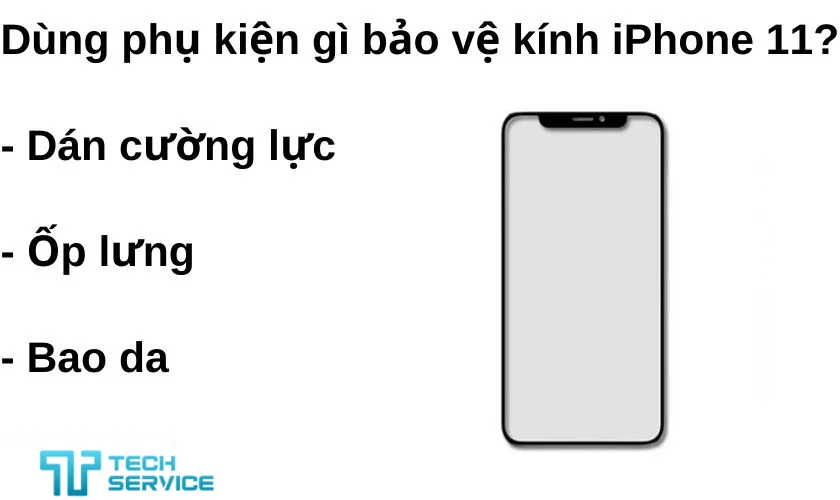 Dùng phụ kiện gì bảo vệ kính iPhone 11?
- Dán cường lực
- Ốp lưng
- Bao da
TECH
SERVICE